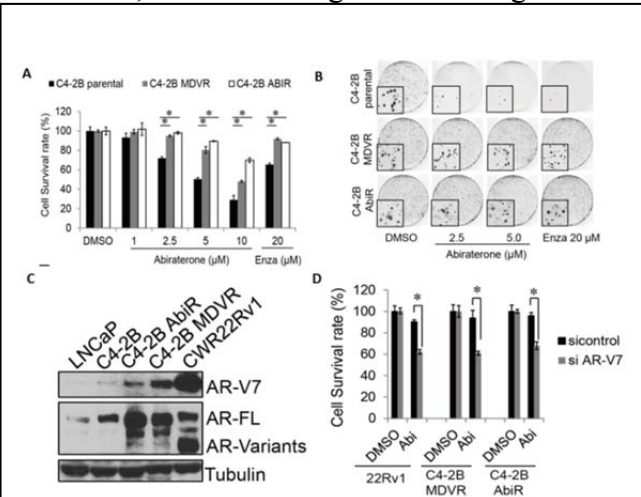 A
■ C4-2B parental ■ C4-2B MDVR □ C4-2B ABIR
Cell Survival rate (%)
120
100
80
60
40
20
0
* * * *
* * * *
DMSO 1 2.5 5 10 20
Abiraterone (μM) Enza (μM)
B
C4-2B parental
C4-2B MDVR
C4-2B AbiR
DMSO 2.5 5.0 Enza 20 μM
Abiraterone (μM)
C
LNCaP
C4-2B
C4-2B AbiR
C4-2B MDVR
CWR22Rv1
AR-V7
AR-FL
AR-Variants
Tubulin
D
Cell Survival rate (%)
120
100
80
60
40
20
0
* * *
■ sicontrol
■ si AR-V7
DMSO Abi DMSO Abi DMSO Abi
22Rv1 C4-2B MDVR C4-2B AbiR